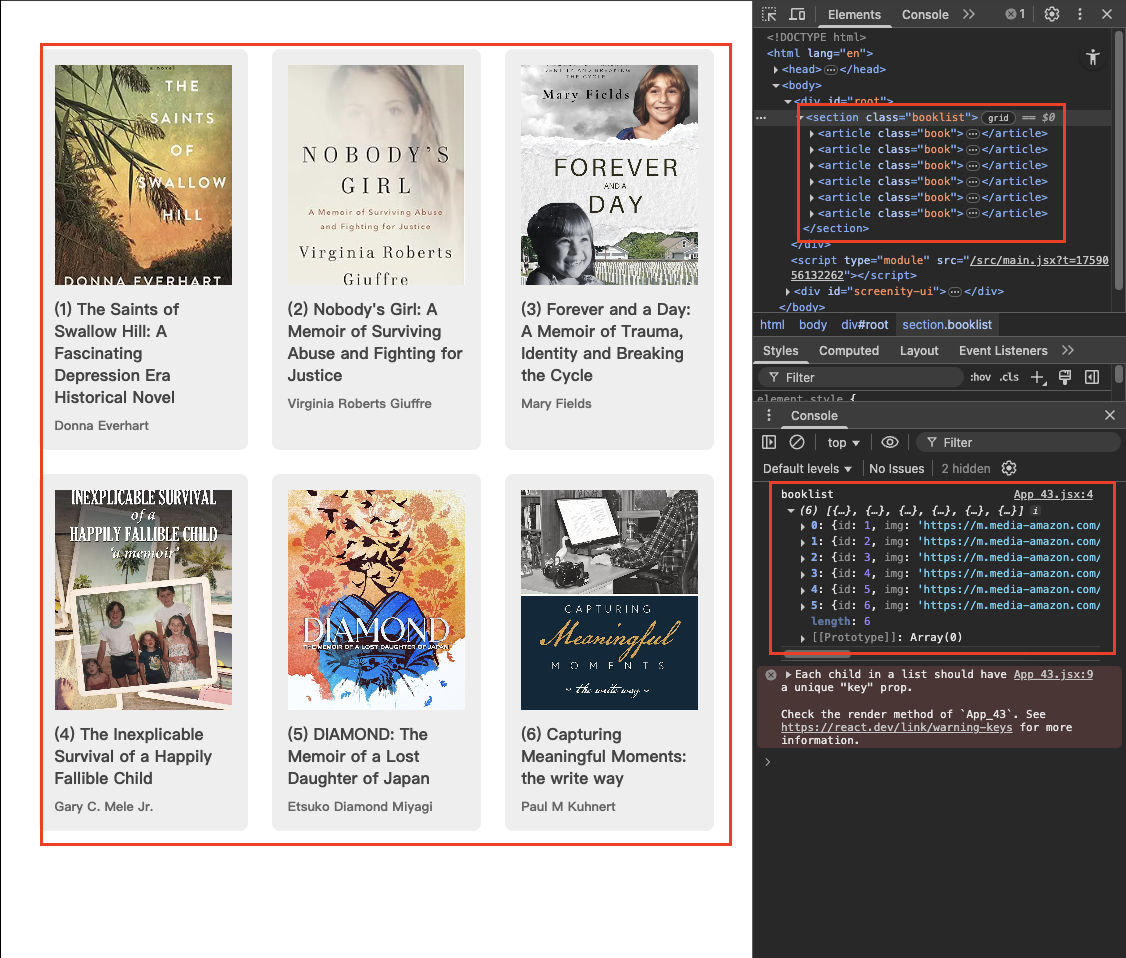 a novel
THE
SAINTS
OF
SWALLOW
HILL
DONNA EVERHART
(1) The Saints of
Swallow Hill: A
Fascinating
Depression Era
Historical Novel
Donna Everhart
NOBODY'S
GIRL
A Memoir of Surviving Abuse
and Fighting for Justice
Virginia Roberts
Giuffre
(2) Nobody's Girl: A
Memoir of Surviving
Abuse and Fighting for
Justice
Virginia Roberts Giuffre
THE CYCLE
Mary Fields
FOREVER
AND A
DAY
(3) Forever and a Day:
A Memoir of Trauma,
Identity and Breaking
the Cycle
Mary Fields
INEXPLICABLE SURVIVAL
of a
HAPPILY FALLIBLE CHILD
'a memoir'
(4) The Inexplicable
Survival of a Happily
Fallible Child
Gary C. Mele Jr.
DIAMOND
THE MEMOIR OF A LOST DAUGHTER OF JAPAN
(5) DIAMOND: The
Memoir of a Lost
Daughter of Japan
Etsuko Diamond Miyagi
CAPTURING
Meaningful
MOMENTS
~ the write way ~
(6) Capturing
Meaningful Moments:
the write way
Paul M Kuhnert
Elements Console 1
<!DOCTYPE html>
<html lang="en">
<head> </head>
<body>
<div id="root">
<section class="booklist"> grid == $0
<article class="book"> </article>
<article class="book"> </article>
<article class="book"> </article>
<article class="book"> </article>
<article class="book"> </article>
<article class="book"> </article>
</section>
</div>
<script type="module" src="/src/main.jsx?t=17590
56132262"></script>
<div id="screenity-ui"> </div>
</body>
html body div#root section.booklist
Styles Computed Layout Event Listeners
Filter :hov .cls
element.style {
Console
top Filter
Default levels No Issues 2 hidden
booklist App 43.jsx:4
(6) [{…}, {…}, {…}, {…}, {…}, {…}] i
0: {id: 1, img: 'https://m.media-amazon.com/
1: {id: 2, img: 'https://m.media-amazon.com/
2: {id: 3, img: 'https://m.media-amazon.com/
3: {id: 4, img: 'https://m.media-amazon.com/
4: {id: 5, img: 'https://m.media-amazon.com/
5: {id: 6, img: 'https://m.media-amazon.com/
length: 6
[[Prototype]]: Array(0)
Each child in a list should have App 43.jsx:9
a unique "key" prop.
Check the render method of `App_43`. See
https://react.dev/link/warning-keys for more
information.